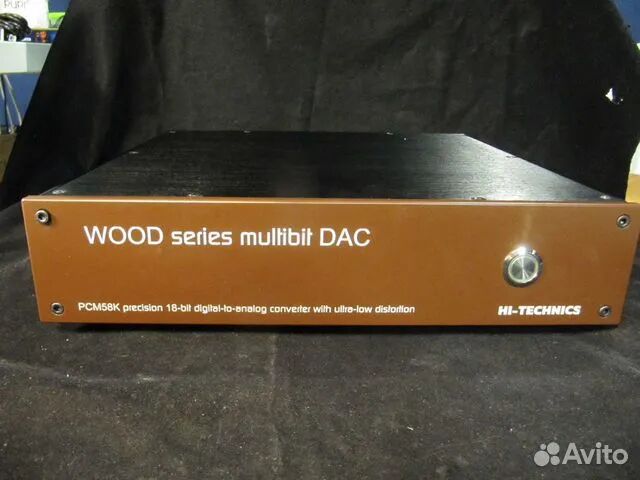 WOOD series multibit DAC
PCM58K precision 18-bit digital-to-analog converter with ultra-low distortion
HI-TECHNICS
Avito